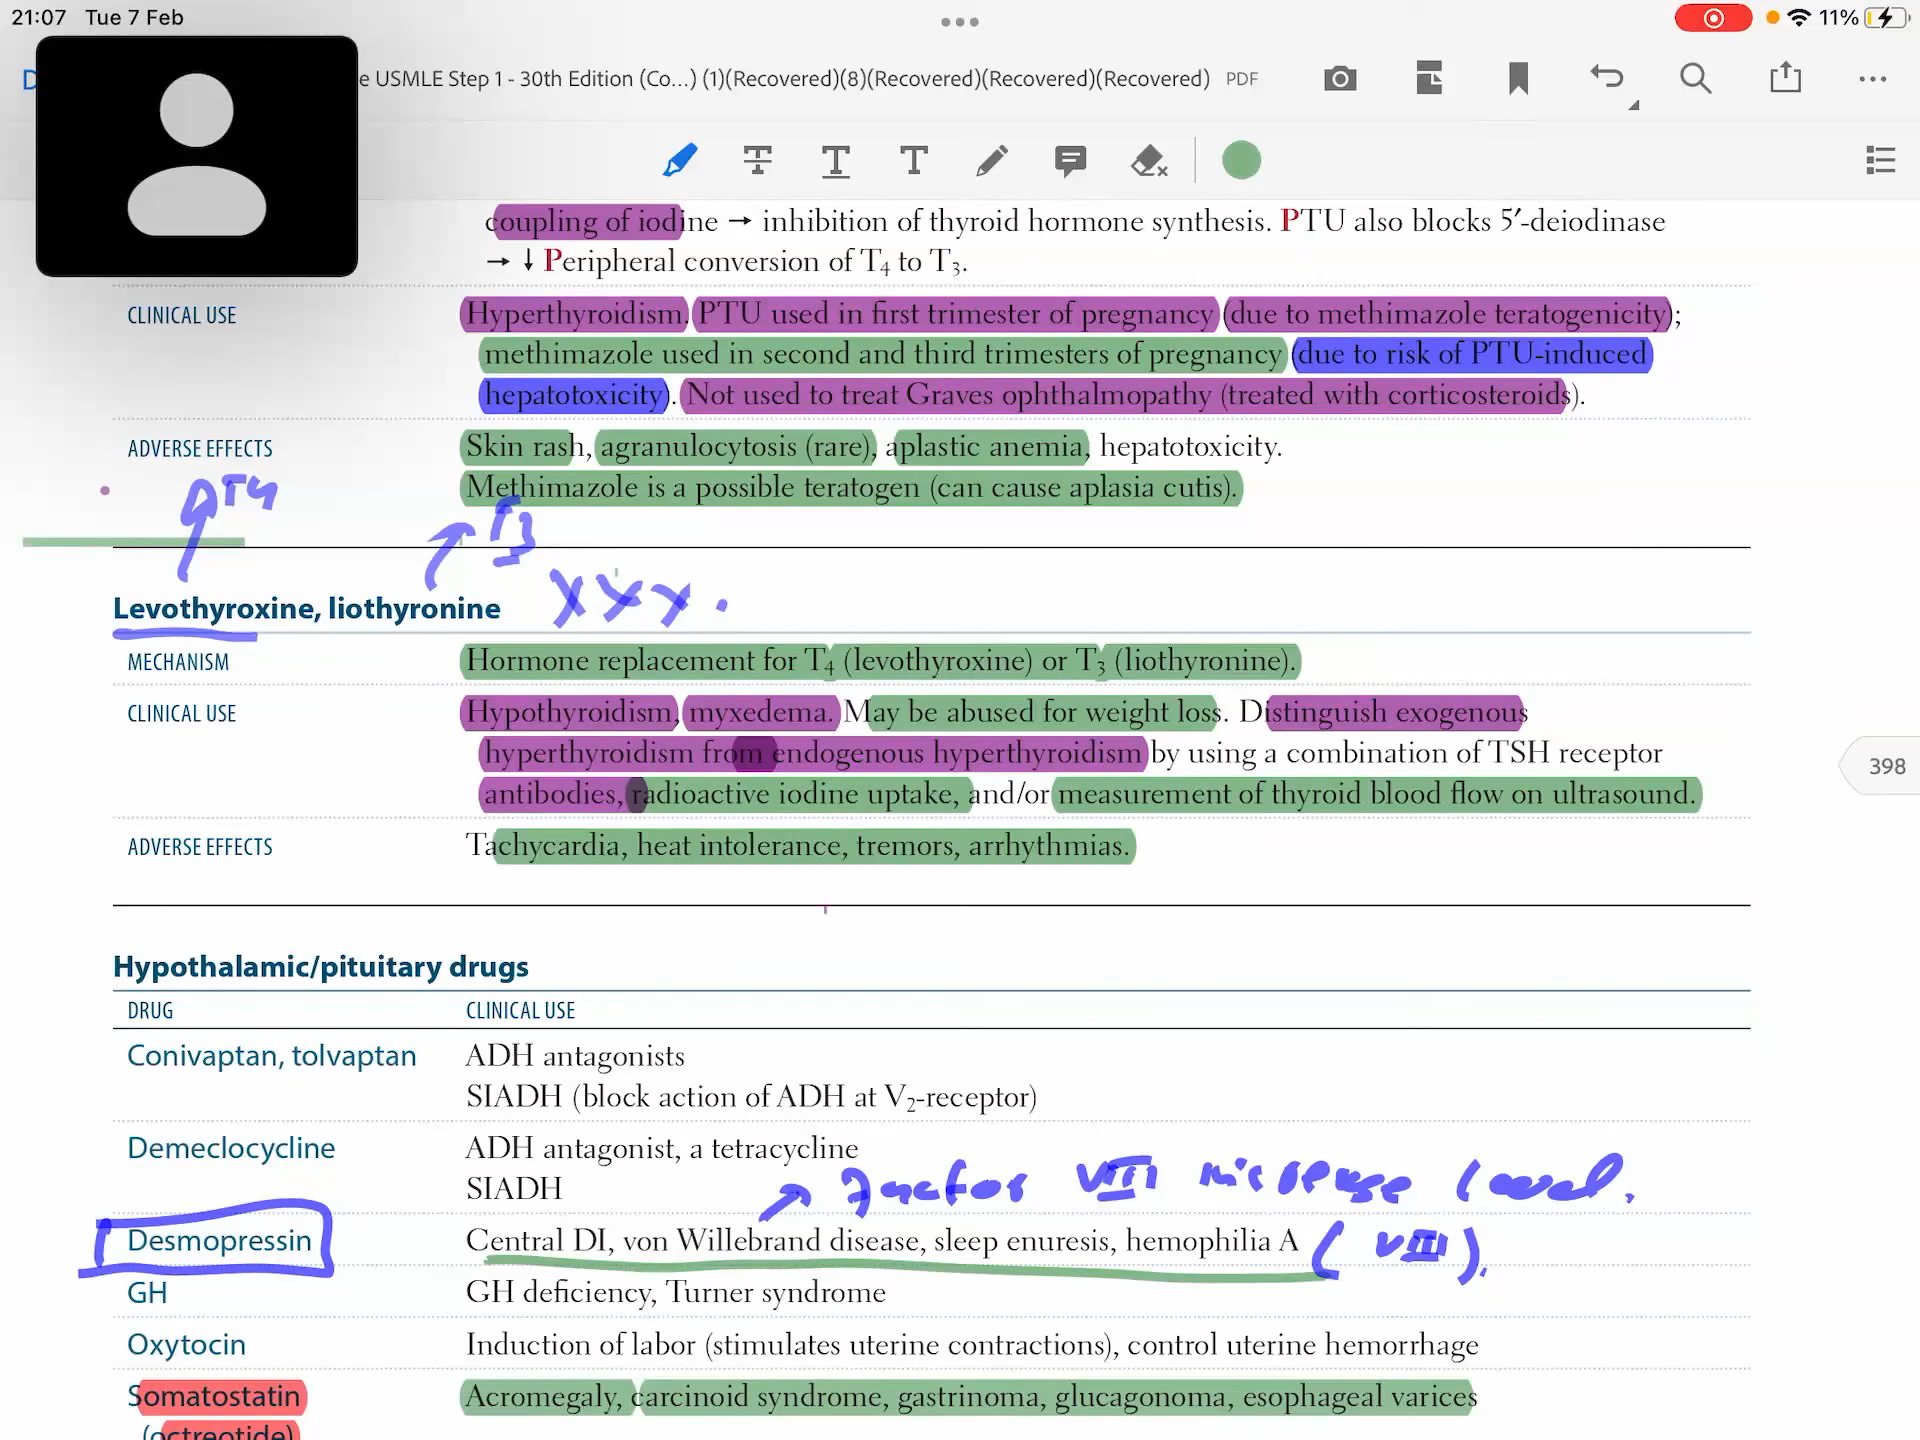 21:07 Tue 7 Feb
11%
e USMLE Step 1 - 30th Edition (Co...) (1)(Recovered)(8)(Recovered)(Recovered)(Recovered) PDF
coupling of iodine → inhibition of thyroid hormone synthesis. PTU also blocks 5′-deiodinase
→ ↓ Peripheral conversion of T4 to T3.
CLINICAL USE
Hyperthyroidism. PTU used in first trimester of pregnancy (due to methimazole teratogenicity);
methimazole used in second and third trimesters of pregnancy (due to risk of PTU-induced
hepatotoxicity). Not used to treat Graves ophthalmopathy (treated with corticosteroids).
ADVERSE EFFECTS
Skin rash, agranulocytosis (rare), aplastic anemia, hepatotoxicity.
Methimazole is a possible teratogen (can cause aplasia cutis).
T4
T3
XXX.
Levothyroxine, liothyronine
MECHANISM
Hormone replacement for T4 (levothyroxine) or T3 (liothyronine).
CLINICAL USE
Hypothyroidism, myxedema. May be abused for weight loss. Distinguish exogenous
hyperthyroidism from endogenous hyperthyroidism by using a combination of TSH receptor
antibodies, radioactive iodine uptake, and/or measurement of thyroid blood flow on ultrasound.
398
ADVERSE EFFECTS
Tachycardia, heat intolerance, tremors, arrhythmias.
Hypothalamic/pituitary drugs
DRUG CLINICAL USE
Conivaptan, tolvaptan
ADH antagonists
SIADH (block action of ADH at V2-receptor)
Demeclocycline
ADH antagonist, a tetracycline
SIADH
factor VIII level.
Desmopressin
Central DI, von Willebrand disease, sleep enuresis, hemophilia A (VIII).
GH
GH deficiency, Turner syndrome
Oxytocin
Induction of labor (stimulates uterine contractions), control uterine hemorrhage
Somatostatin
Acromegaly, carcinoid syndrome, gastrinoma, glucagonoma, esophageal varices
(octreotide)